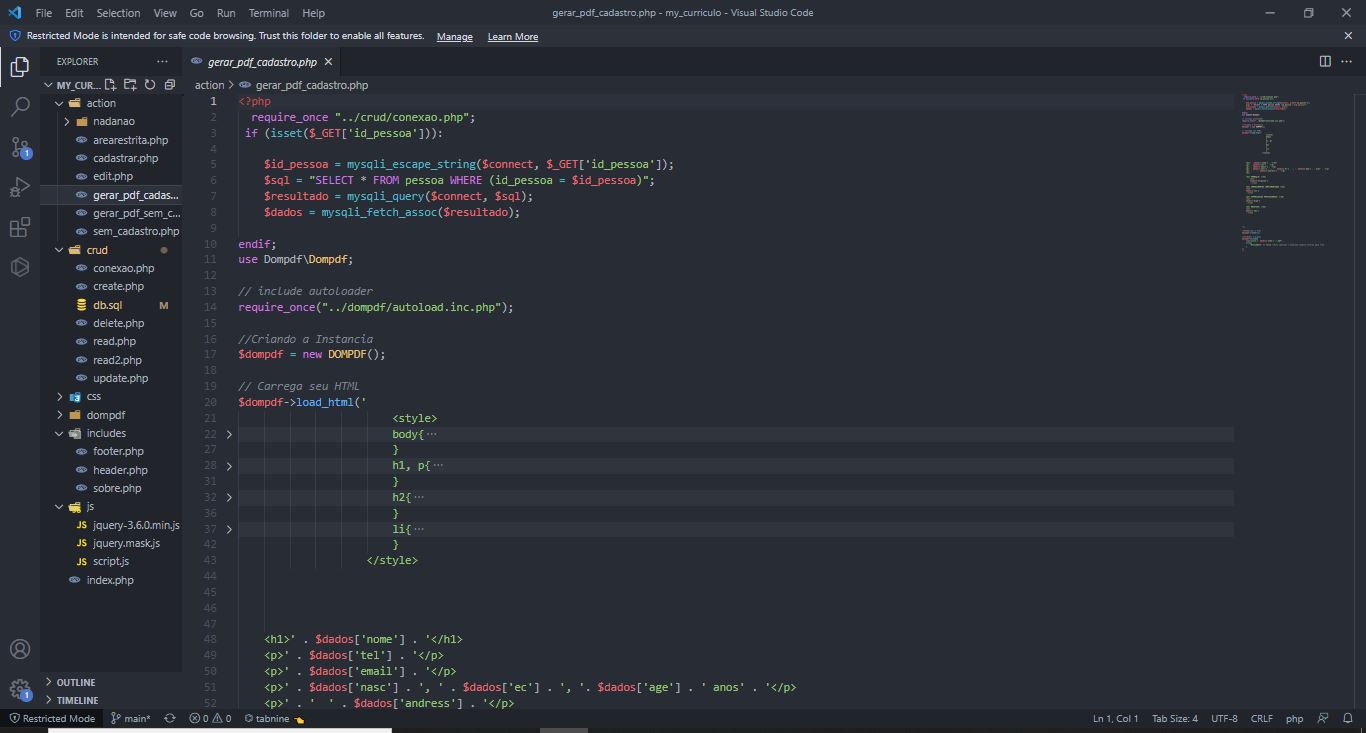 File Edit Selection View Go Run Terminal Help gerar_pdf_cadastro.php - my_curriculo - Visual Studio Code
Restricted Mode is intended for safe code browsing. Trust this folder to enable all features. Manage Learn More
EXPLORER
MY_CUR...
action
nadanao
arearestrita.php
cadastrar.php
edit.php
gerar_pdf_cadas...
gerar_pdf_sem_c...
sem_cadastro.php
crud
conexao.php
create.php
db.sql M
delete.php
read.php
read2.php
update.php
css
dompdf
includes
footer.php
header.php
sobre.php
js
JS jquery-3.6.0.min.js
JS jquery.mask.js
JS script.js
index.php
OUTLINE
TIMELINE
gerar_pdf_cadastro.php
action > gerar_pdf_cadastro.php
1 <?php
2 require_once "../crud/conexao.php";
3 if (isset($_GET['id_pessoa'])):
4
5 $id_pessoa = mysqli_escape_string($connect, $_GET['id_pessoa']);
6 $sql = "SELECT * FROM pessoa WHERE (id_pessoa = $id_pessoa)";
7 $resultado = mysqli_query($connect, $sql);
8 $dados = mysqli_fetch_assoc($resultado);
9
10 endif;
11 use Dompdf\Dompdf;
12
13 // include autoloader
14 require_once("../dompdf/autoload.inc.php");
15
16 //Criando a Instancia
17 $dompdf = new DOMPDF();
18
19 // Carrega seu HTML
20 $dompdf->load_html('
21 <style>
22 body{ ···
27 }
28 h1, p{ ···
31 }
32 h2{ ···
36 }
37 li{ ···
42 }
43 </style>
44
45
46
47
48 <h1>' . $dados['nome'] . '</h1>
49 <p>' . $dados['tel'] . '</p>
50 <p>' . $dados['email'] . '</p>
51 <p>' . $dados['nasc'] . ', ' . $dados['ec'] . ', '. $dados['age'] . ' anos' . '</p>
52 <p>' . ' ' . $dados['andress'] . '</p>
Restricted Mode main* 0 0 tabnine Ln 1, Col 1 Tab Size: 4 UTF-8 CRLF php